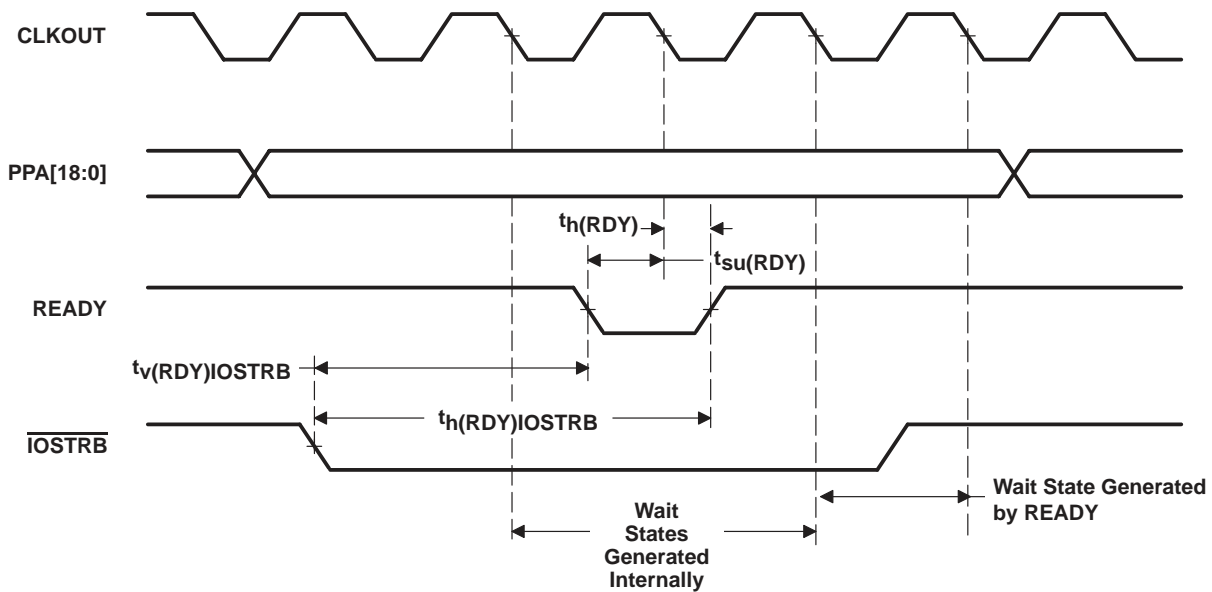 CLKOUT
PPA[18:0]
th(RDY)
tsu(RDY)
READY
tv(RDY)IOSTRB
th(RDY)IOSTRB
IOSTRB
Wait
States
Generated
Internally
Wait State Generated
by READY